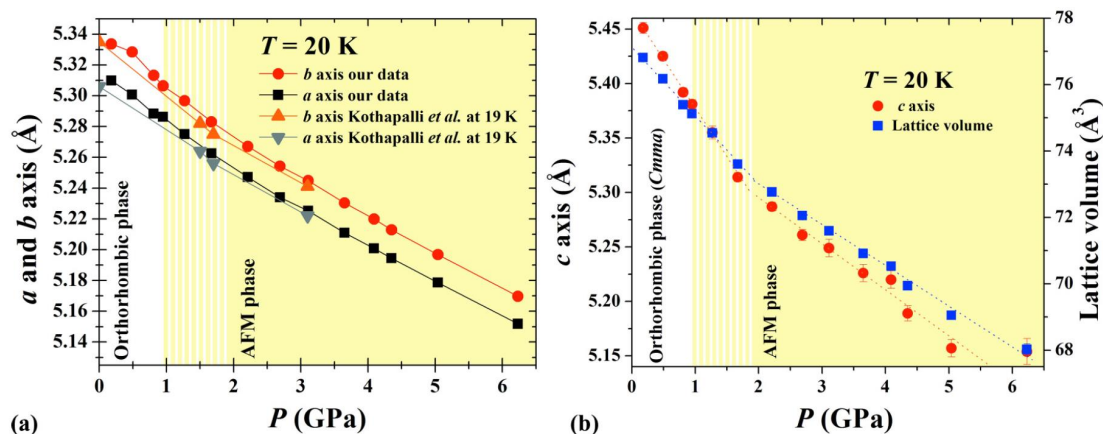 (a)
T = 20 K
b axis our data
a axis our data
b axis Kothapalli et al. at 19 K
a axis Kothapalli et al. at 19 K
a and b axis (Å)
5.34
5.32
5.30
5.28
5.26
5.24
5.22
5.20
5.18
5.16
5.14
Orthorhombic phase
AFM phase
0 1 2 3 4 5 6
P (GPa)
(b)
T = 20 K
c axis
Lattice volume
c axis (Å)
5.45
5.40
5.35
5.30
5.25
5.20
5.15
Orthorhombic phase (Cmma)
AFM phase
78
76
74
72
70
68
Lattice volume (Å³)
0 1 2 3 4 5 6
P (GPa)